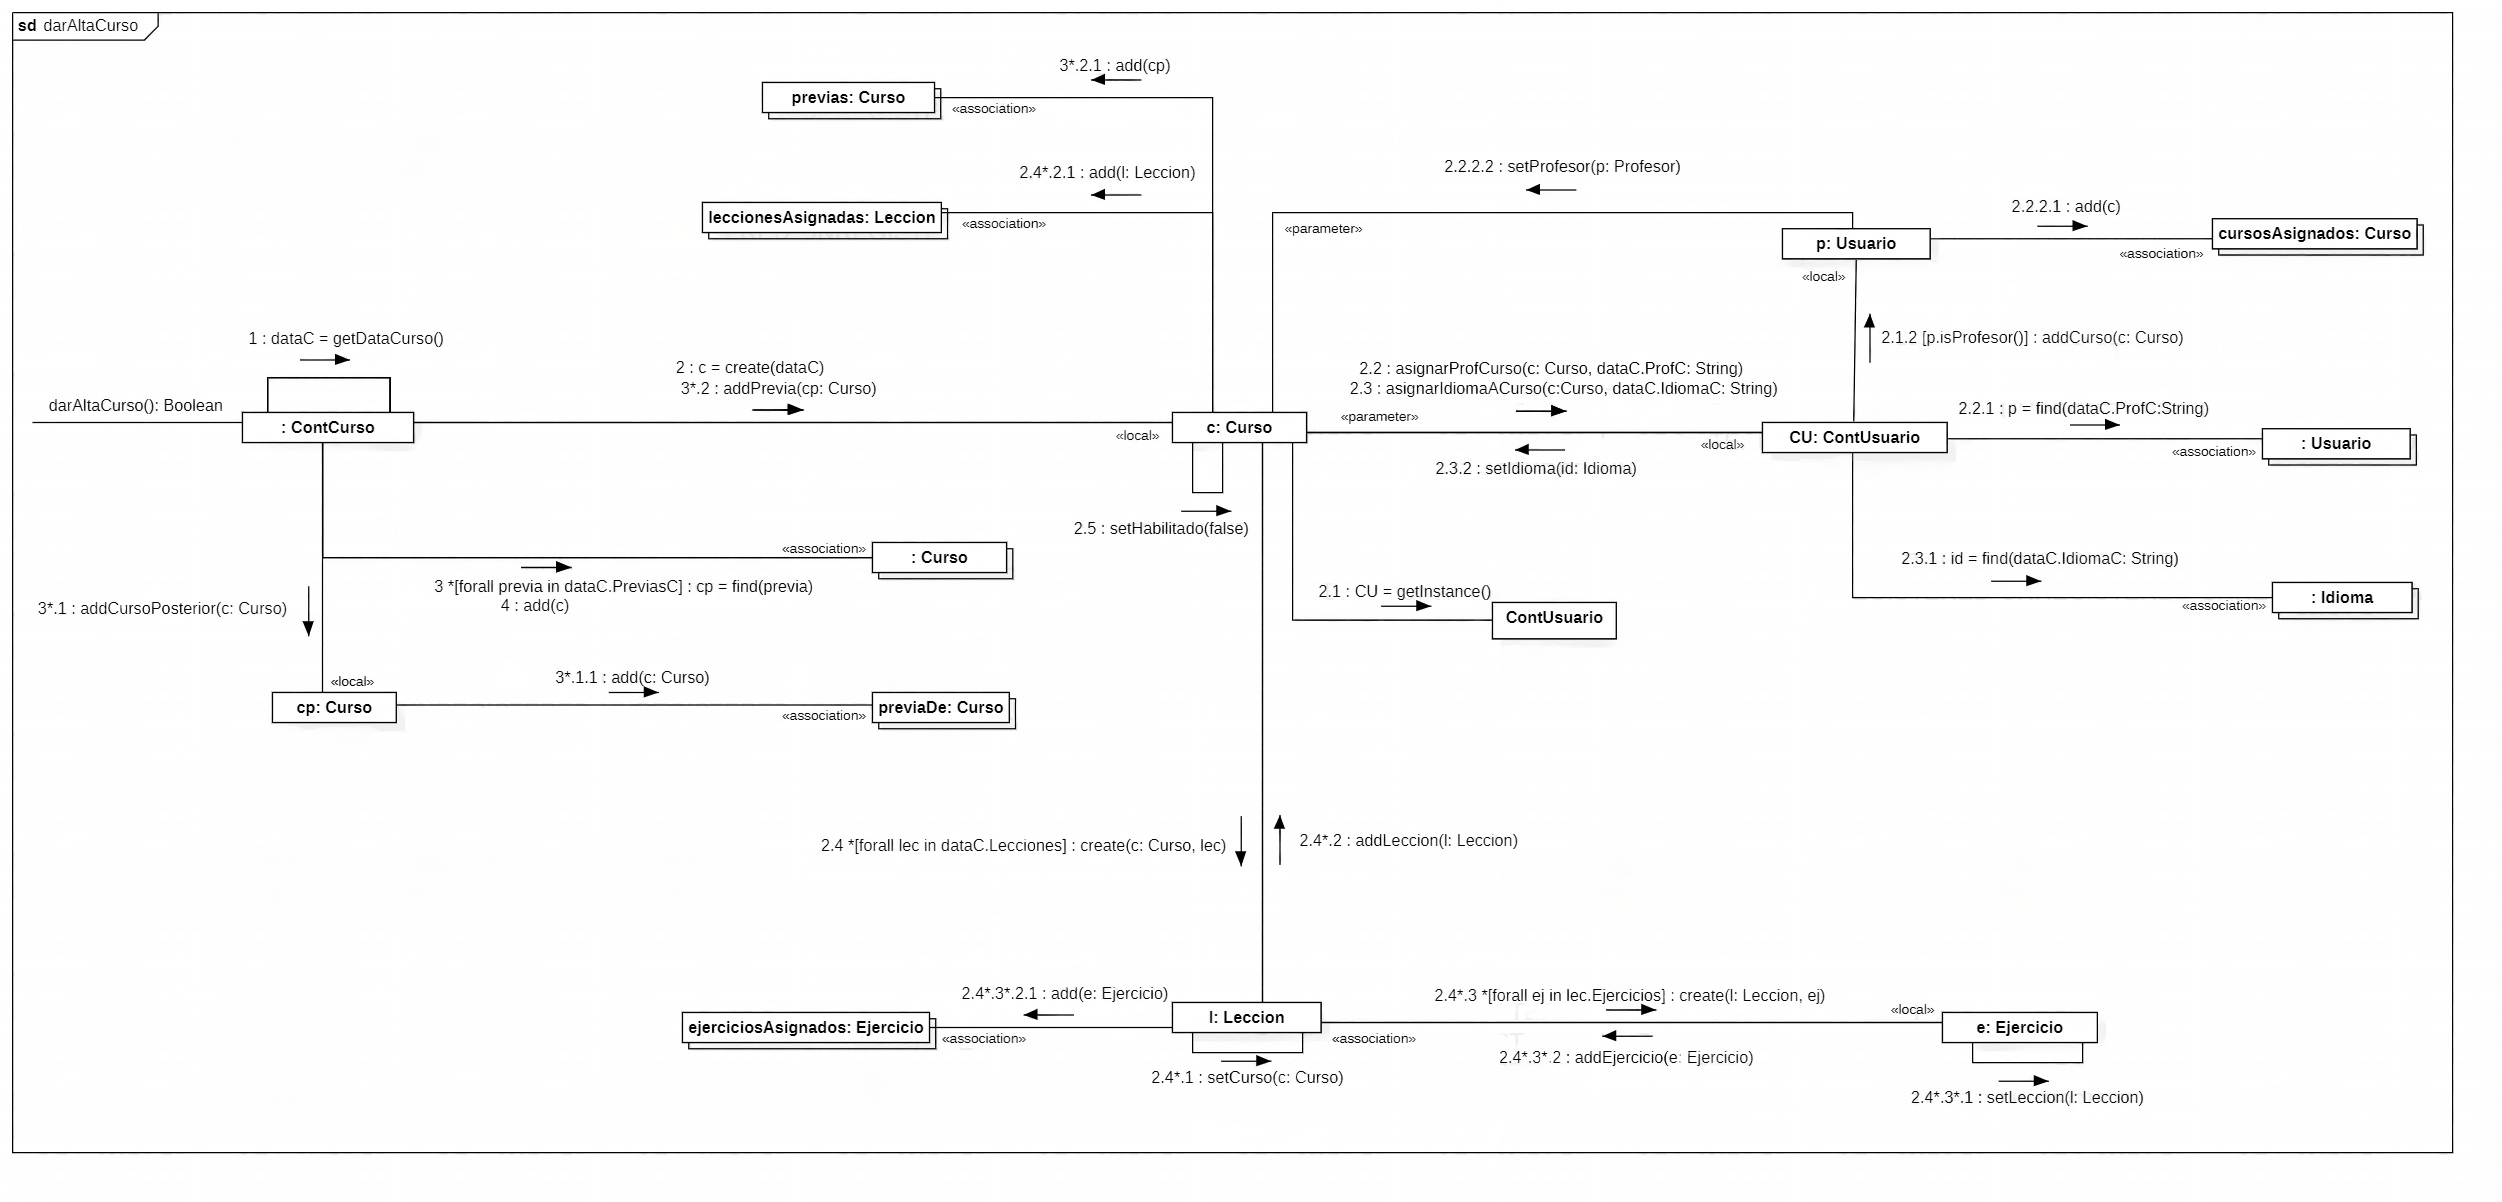 sd darAltaCurso
3*.2.1 : add(cp)
previas: Curso
«association»
2.4*.2.1 : add(l: Leccion)
leccionesAsignadas: Leccion
«association»
2.2.2.2 : setProfesor(p: Profesor)
«parameter»
2.2.2.1 : add(c)
p: Usuario
cursosAsignados: Curso
«association»
«local»
1 : dataC = getDataCurso()
2.1.2 [p.isProfesor()] : addCurso(c: Curso)
2 : c = create(dataC)
3*.2 : addPrevia(cp: Curso)
2.2 : asignarProfCurso(c: Curso, dataC.ProfC: String)
2.3 : asignarIdiomaACurso(c:Curso, dataC.IdiomaC: String)
darAltaCurso(): Boolean
«parameter»
2.2.1 : p = find(dataC.ProfC:String)
: ContCurso
«local»
c: Curso
«local»
CU: ContUsuario
: Usuario
«association»
2.3.2 : setIdioma(id: Idioma)
2.5 : setHabilitado(false)
«association»
: Curso
2.3.1 : id = find(dataC.IdiomaC: String)
3 *[forall previa in dataC.PreviasC] : cp = find(previa)
4 : add(c)
3*.1 : addCursoPosterior(c: Curso)
2.1 : CU = getInstance()
ContUsuario
: Idioma
«association»
«local»
3*.1.1 : add(c: Curso)
cp: Curso
previaDe: Curso
«association»
2.4 *[forall lec in dataC.Lecciones] : create(c: Curso, lec)
2.4*.2 : addLeccion(l: Leccion)
2.4*.3*.2.1 : add(e: Ejercicio)
2.4*.3 *[forall ej in lec.Ejercicios] : create(l: Leccion, ej)
«local»
ejerciciosAsignados: Ejercicio
l: Leccion
e: Ejercicio
«association»
«association»
2.4*.3*.2 : addEjercicio(e: Ejercicio)
2.4*.1 : setCurso(c: Curso)
2.4*.3*.1 : setLeccion(l: Leccion)